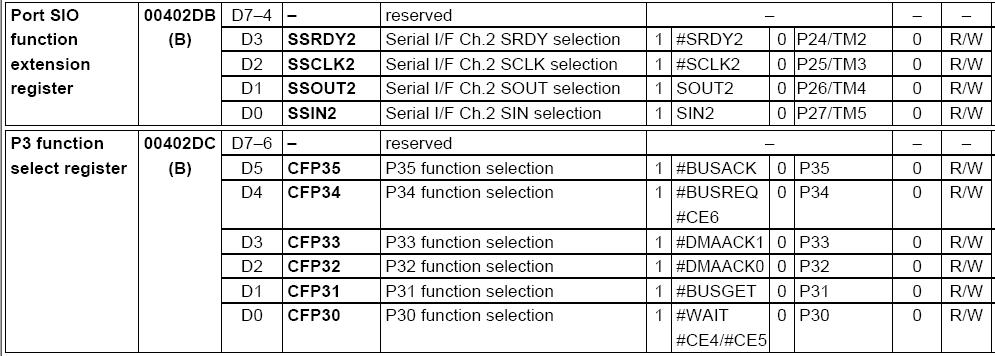 Port SIO 00402DB D7–4 – reserved – – –
function (B) D3 SSRDY2 Serial I/F Ch.2 SRDY selection 1 #SRDY2 0 P24/TM2 0 R/W
extension D2 SSCLK2 Serial I/F Ch.2 SCLK selection 1 #SCLK2 0 P25/TM3 0 R/W
register D1 SSOUT2 Serial I/F Ch.2 SOUT selection 1 SOUT2 0 P26/TM4 0 R/W
D0 SSIN2 Serial I/F Ch.2 SIN selection 1 SIN2 0 P27/TM5 0 R/W
P3 function 00402DC D7–6 – reserved – – –
select register (B) D5 CFP35 P35 function selection 1 #BUSACK 0 P35 0 R/W
D4 CFP34 P34 function selection 1 #BUSREQ 0 P34 0 R/W
#CE6
D3 CFP33 P33 function selection 1 #DMAACK1 0 P33 0 R/W
D2 CFP32 P32 function selection 1 #DMAACK0 0 P32 0 R/W
D1 CFP31 P31 function selection 1 #BUSGET 0 P31 0 R/W
D0 CFP30 P30 function selection 1 #WAIT 0 P30 0 R/W
#CE4/#CE5